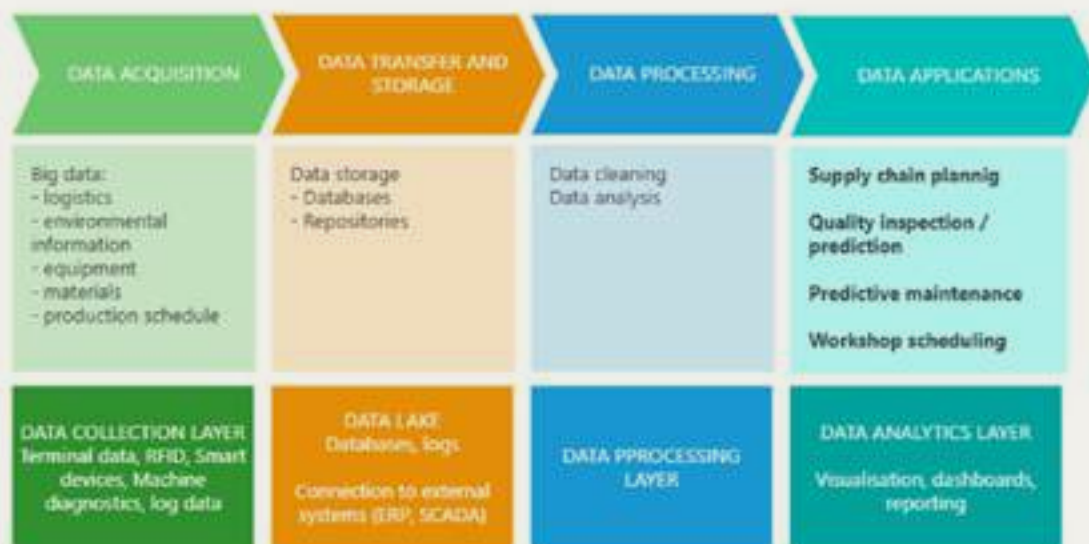 DATA ACQUISITION
DATA TRANSFER AND
STORAGE
DATA PROCESSING
DATA APPLICATIONS
Big data:
- logistics
- environmental
information
- equipment
- materials
- production schedule
Data storage
- Databases
- Repositories
Data cleaning
Data analysis
Supply chain plannig
Quality inspection /
prediction
Predictive maintenance
Workshop scheduling
DATA COLLECTION LAYER
Terminal data, RFID, Smart
devices, Machine
diagnostics, log data
DATA LAKE
Databases, logs
Connection to external
systems (ERP, SCADA)
DATA PPROCESSING
LAYER
DATA ANALYTICS LAYER
Visualisation, dashboards,
reporting